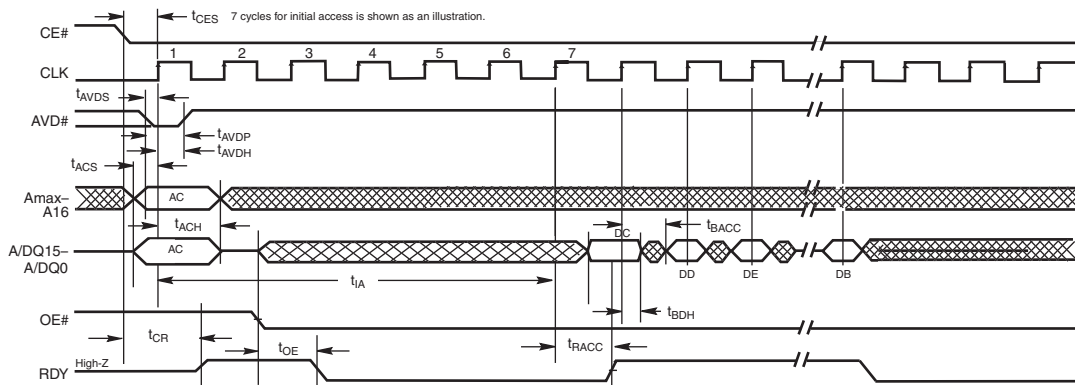 tCES 7 cycles for initial access is shown as an illustration.
CE#
1 2 3 4 5 6 7
CLK
tAVDS
AVD#
tAVDP
tAVDH
tACS
Amax–
A16
AC
tACH
tBACC
A/DQ15–
A/DQ0
AC
DC
DD
DE
DB
tIA
tBDH
OE#
tCR
tOE
tRACC
RDY
High-Z